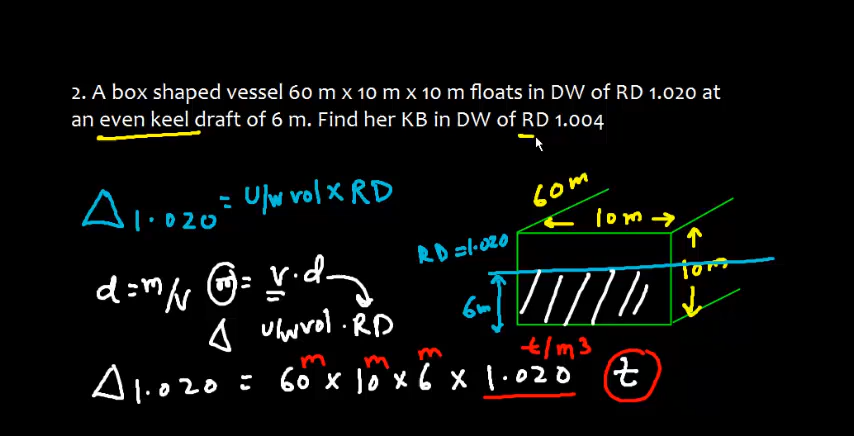 2. A box shaped vessel 60 m x 10 m x 10 m floats in DW of RD 1.020 at
an even keel draft of 6 m. Find her KB in DW of RD 1.004
Δ1.020 = U/w vol x RD
60 m
10 m
RD = 1.020
10m
6m
d = m/v m = v.d
Δ u/w vol . RD
t/m3
Δ1.020 = 60 m x 10 m x 6 m x 1.020 t